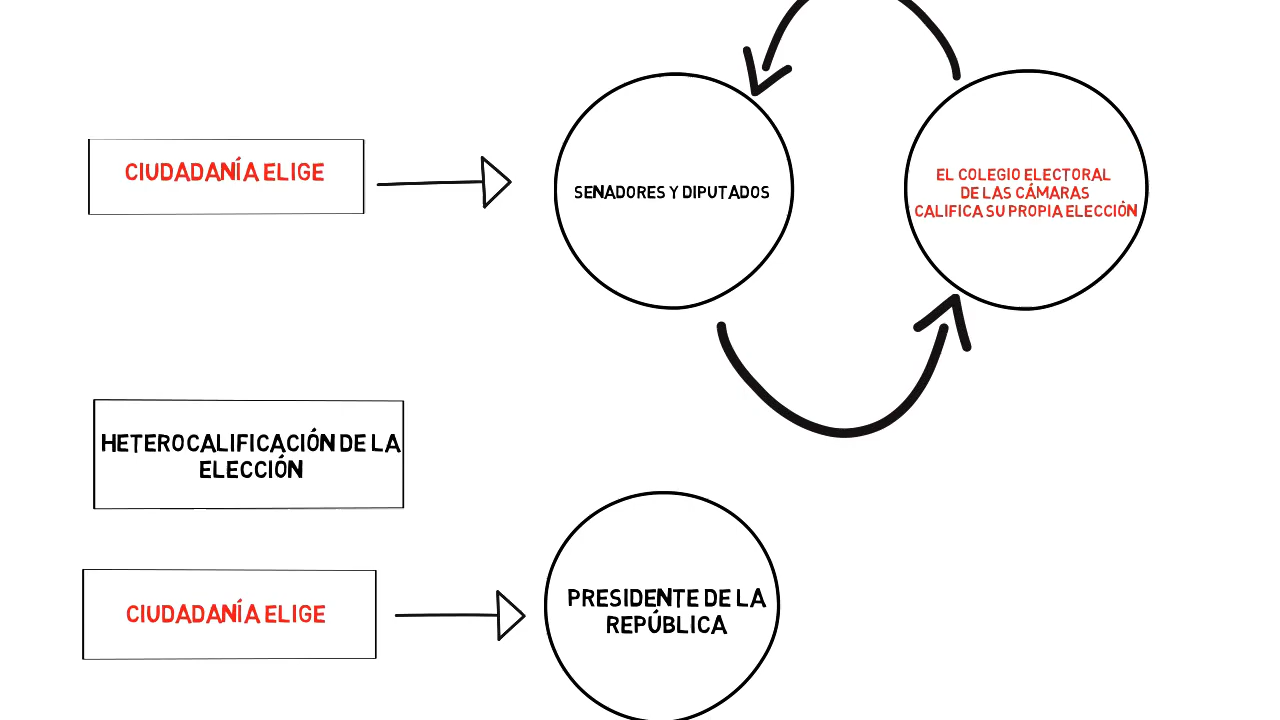 CIUDADANÍA ELIGE
SENADORES Y DIPUTADOS
EL COLEGIO ELECTORAL
DE LAS CÁMARAS
CALIFICA SU PROPIA ELECCIÓN
HETEROCALIFICACIÓN DE LA
ELECCIÓN
CIUDADANÍA ELIGE
PRESIDENTE DE LA
REPÚBLICA